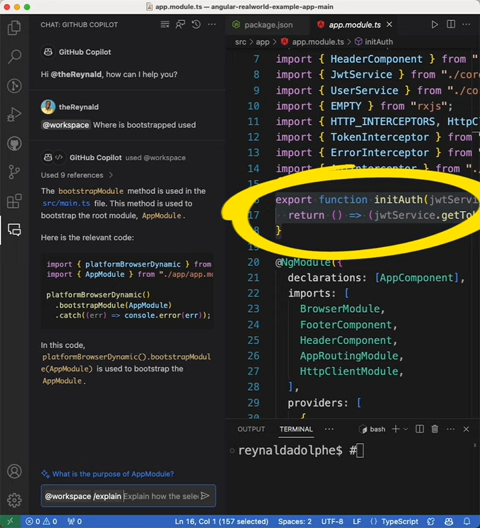 app.module.ts — angular-realworld-example-app-main
CHAT: GITHUB COPILOT
GitHub Copilot
Hi @theReynald, how can I help you?
theReynald
@workspace Where is bootstrapped used
GitHub Copilot used @workspace
Used 9 references
The bootstrapModule method is used in the
src/main.ts file. This method is used to
bootstrap the root module, AppModule.
Here is the relevant code:
import { platformBrowserDynamic } from
import { AppModule } from "./app/app.mo
platformBrowserDynamic()
.bootstrapModule(AppModule)
.catch((err) => console.error(err));
In this code,
platformBrowserDynamic().bootstrapModul
e(AppModule) is used to bootstrap the
AppModule.
What is the purpose of AppModule?
@workspace /explain Explain how the sele
package.json
app.module.ts
src > app > app.module.ts > initAuth
7 import { HeaderComponent } from "
8 import { JwtService } from "./cor
9 import { UserService } from "./co
10 import { EMPTY } from "rxjs";
11 import { HTTP_INTERCEPTORS, HttpC
12 import { TokenInterceptor } from
13 import { ErrorInterceptor } from
export function initAuth(jwtServi
17 return () => (jwtService.getTo
}
20 @NgModule({
21 declarations: [AppComponent],
22 imports: [
23 BrowserModule,
24 FooterComponent,
25 HeaderComponent,
26 AppRoutingModule,
27 HttpClientModule,
28 ],
29 providers: [
30 {
OUTPUT TERMINAL ··· bash
reynaldadolphe$ #
0 0 0 Ln 16, Col 1 (157 selected) Spaces: 2 UTF-8 LF {} TypeScript